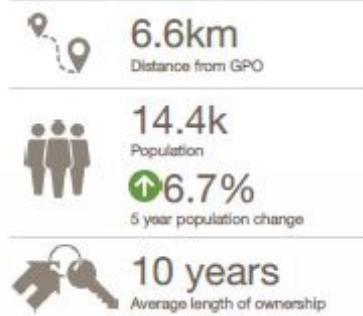 6.6km
Distance from GPO
14.4k
Population
6.7%
5 year population change
10 years
Average length of ownership